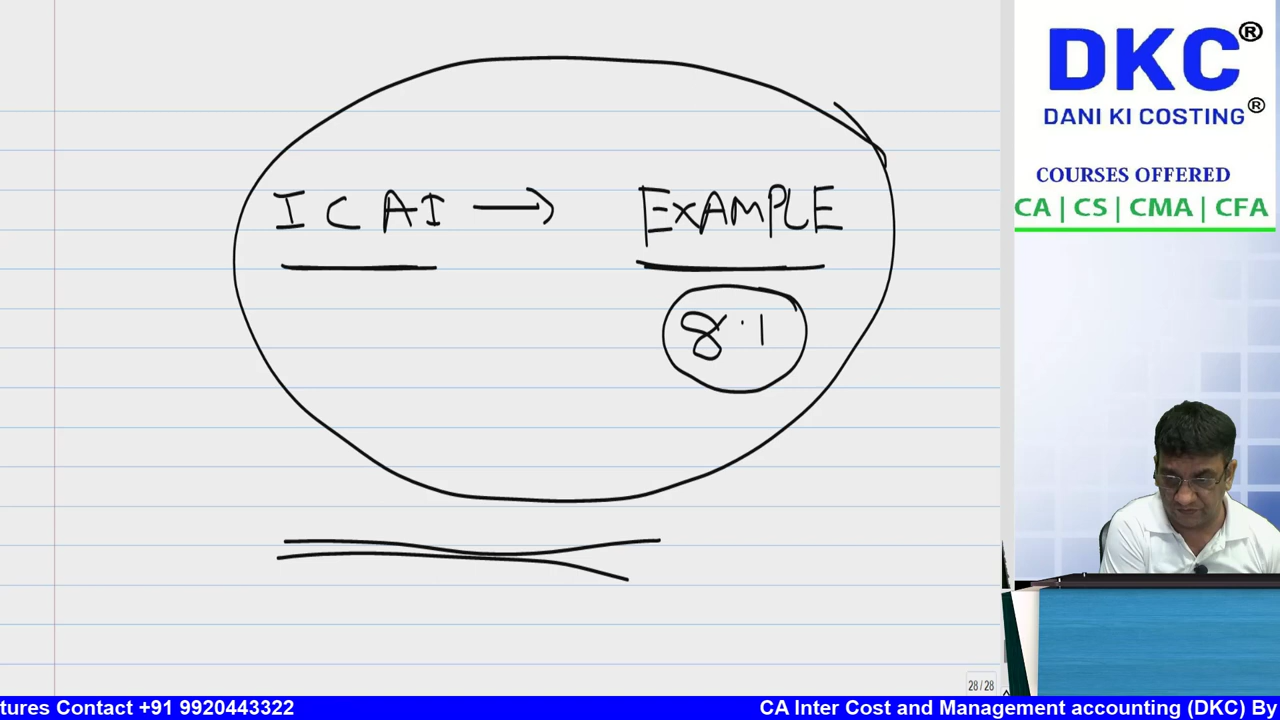 DKC®
DANI KI COSTING®
COURSES OFFERED
CA | CS | CMA | CFA
I C A I → EXAMPLE
8.1
28/28
tures Contact +91 9920443322
CA Inter Cost and Management accounting (DKC) By